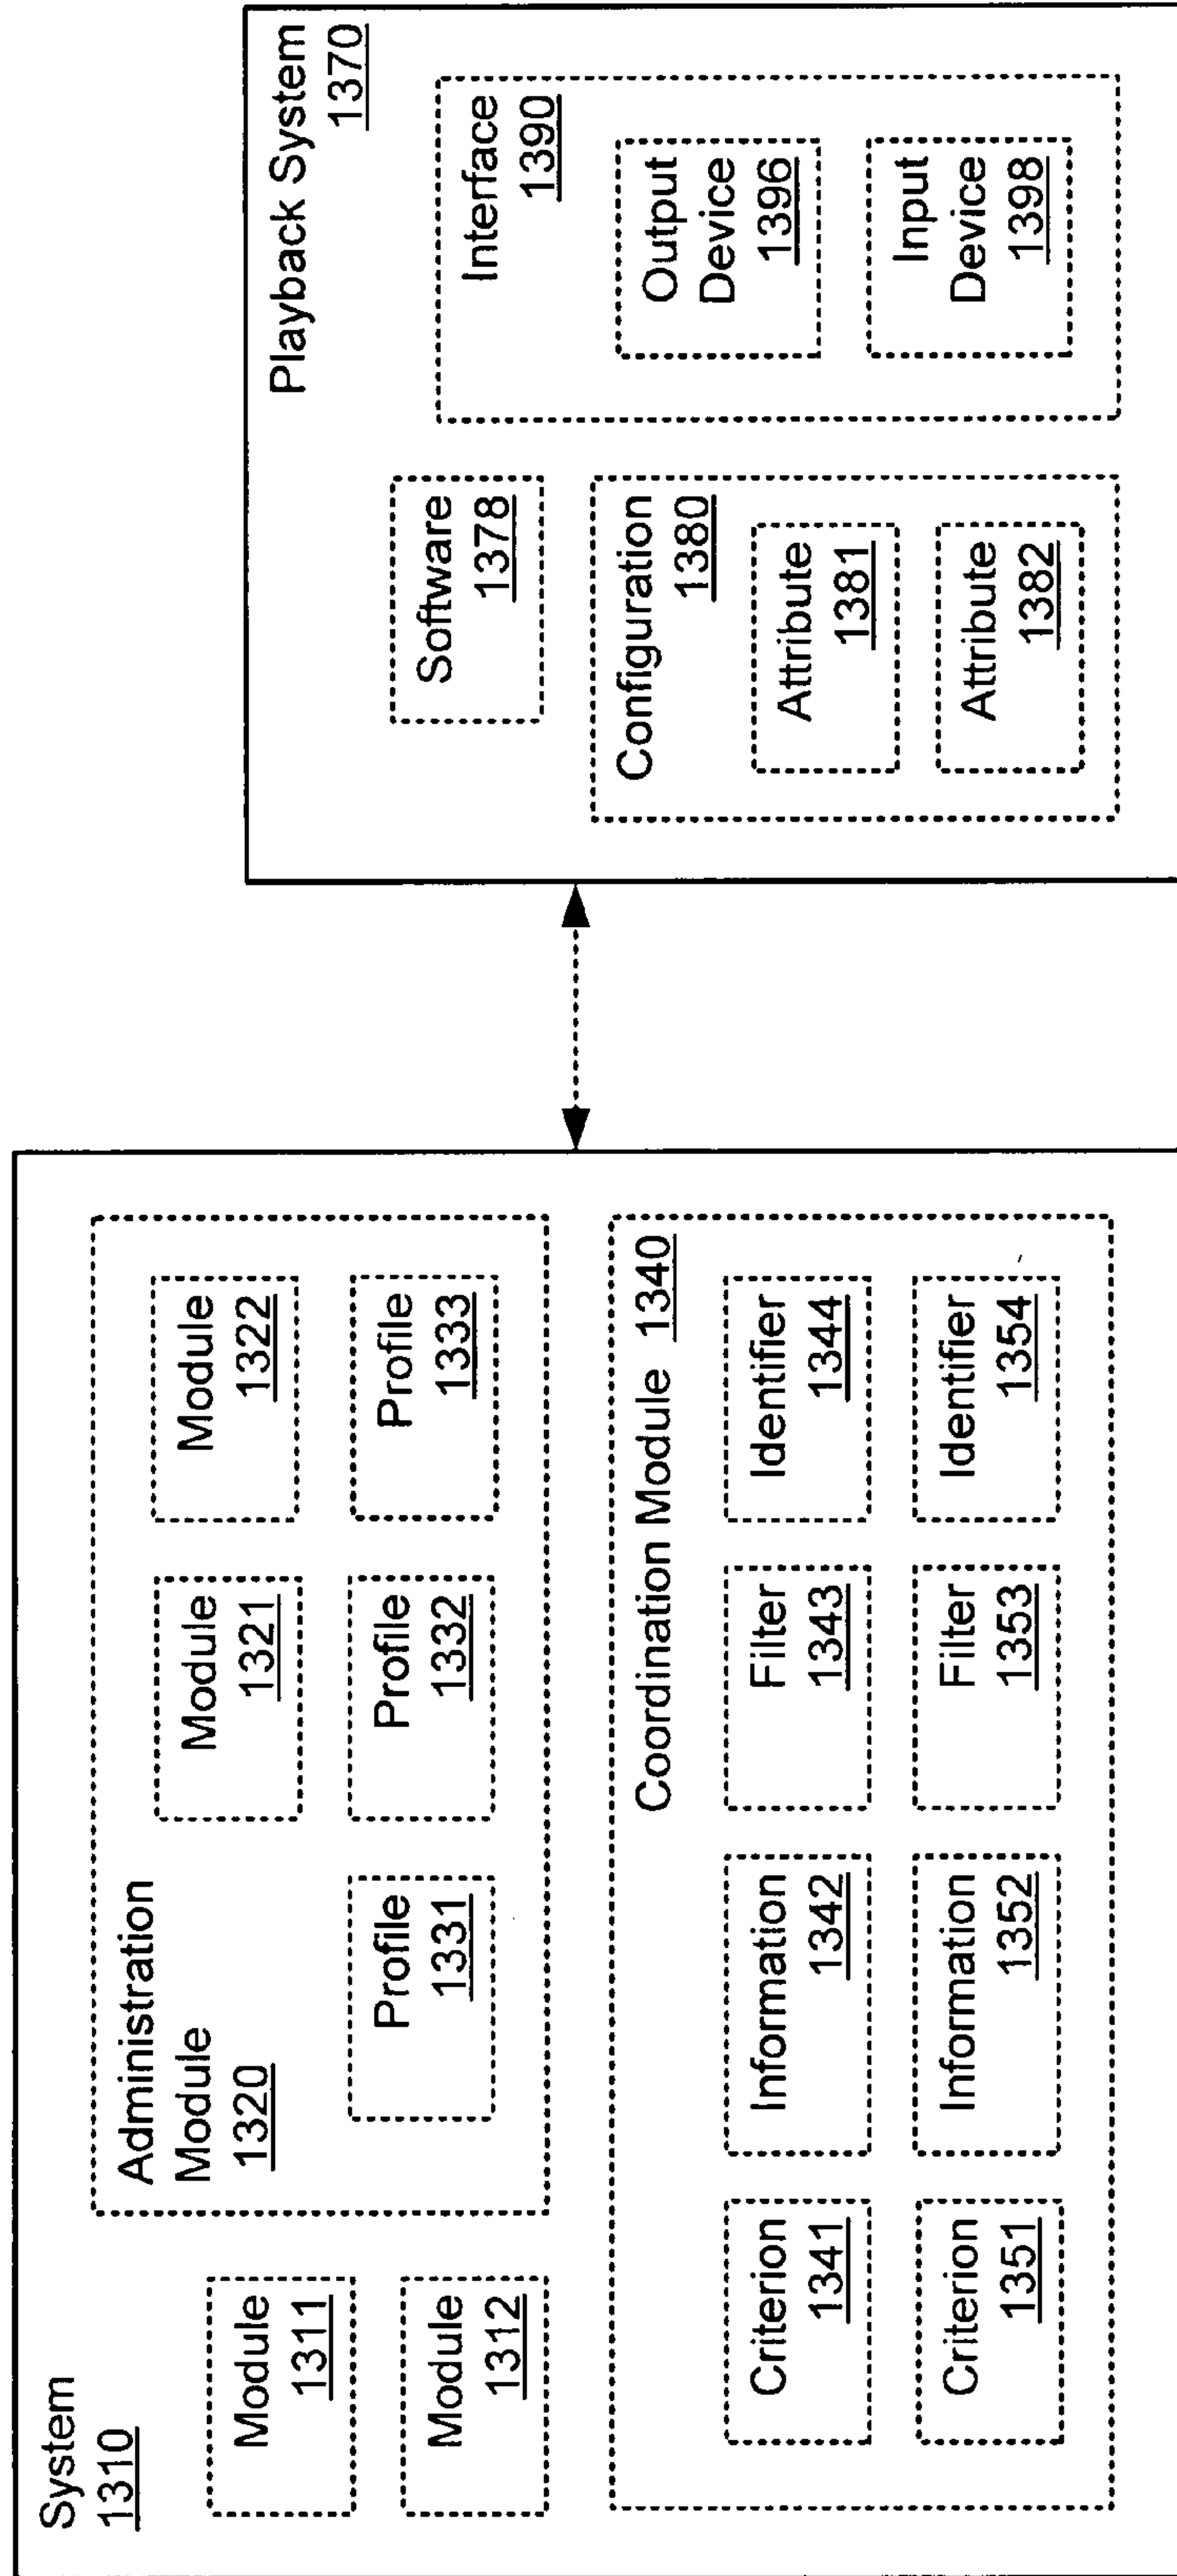 System
1310
Module
1311
Module
1312
Administration
Module
1320
Module
1321
Module
1322
Profile
1331
Profile
1332
Profile
1333
Coordination Module 1340
Criterion
1341
Information
1342
Filter
1343
Identifier
1344
Criterion
1351
Information
1352
Filter
1353
Identifier
1354
Playback System
1370
Software
1378
Configuration
1380
Attribute
1381
Attribute
1382
Interface
1390
Output
Device
1396
Input
Device
1398